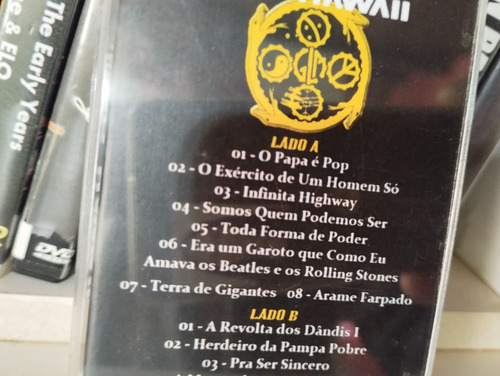 HAWAII
LADO A
01 - O Papa é Pop
02 - O Exército de Um Homem Só
03 - Infinita Highway
04 - Somos Quem Podemos Ser
05 - Toda Forma de Poder
06 - Era um Garoto que Como Eu
Amava os Beatles e os Rolling Stones
07 - Terra de Gigantes 08 - Arame Farpado
LADO B
01 - A Revolta dos Dândis I
02 - Herdeiro da Pampa Pobre
03 - Pra Ser Sincero
The Early Years
& ELO
DVD